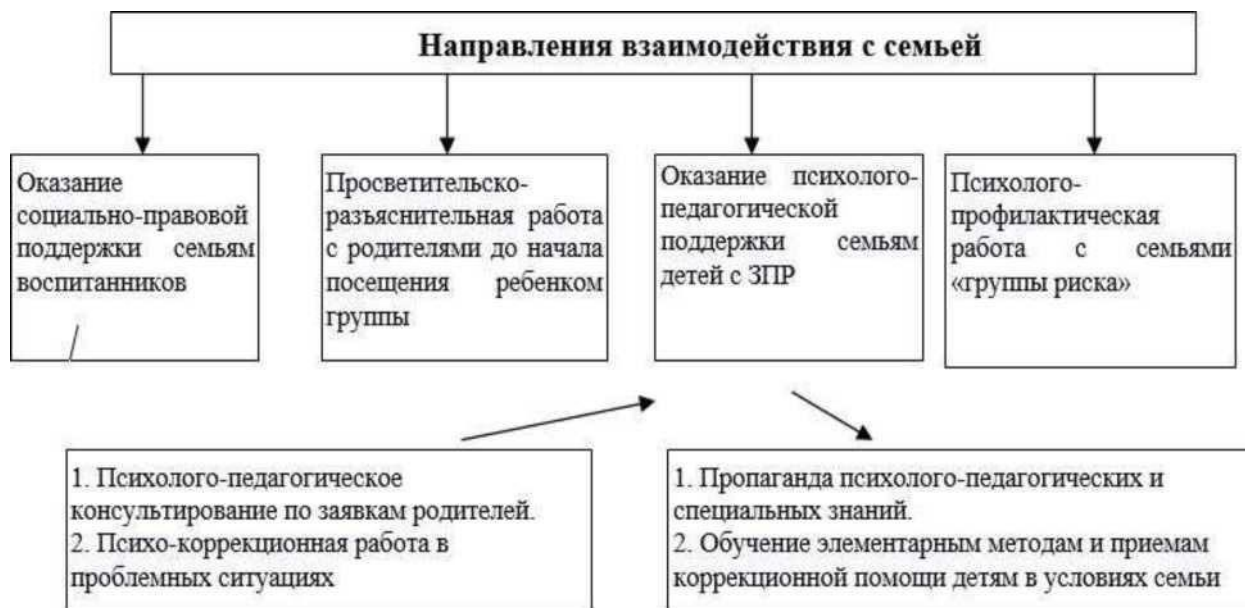 Направления взаимодействия с семьей
Оказание
социально-правовой
поддержки семьям
воспитанников
Просветительско-
разъяснительная работа
с родителями до начала
посещения ребенком
группы
Оказание психолого-
педагогической
поддержки семьям
детей с ЗПР
Психолого-
профилактическая
работа с семьями
«группы риска»
1. Психолого-педагогическое
консультирование по заявкам родителей.
2. Психо-коррекционная работа в
проблемных ситуациях
1. Пропаганда психолого-педагогических и
специальных знаний.
2. Обучение элементарным методам и приемам
коррекционной помощи детям в условиях семьи